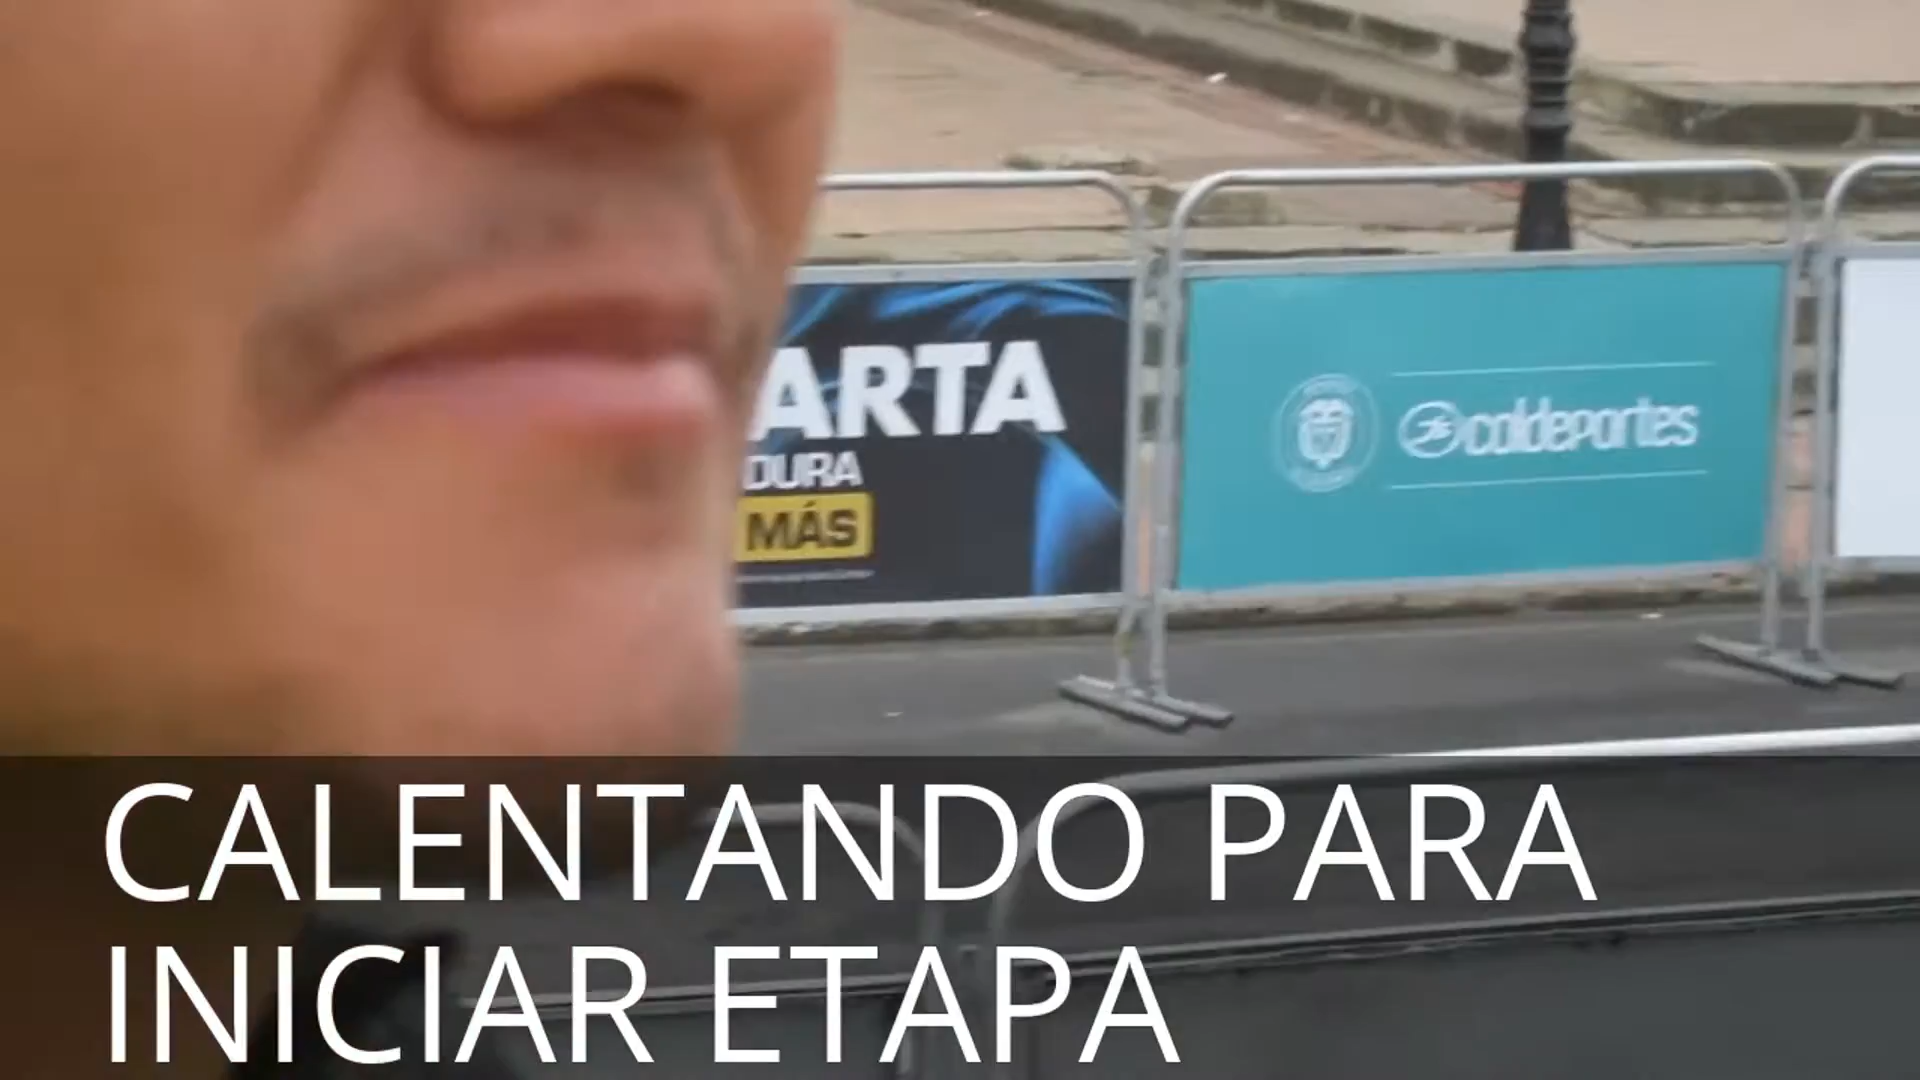 ARTA
DURA
MÁS
coldeportes
CALENTANDO PARA
INICIAR ETAPA